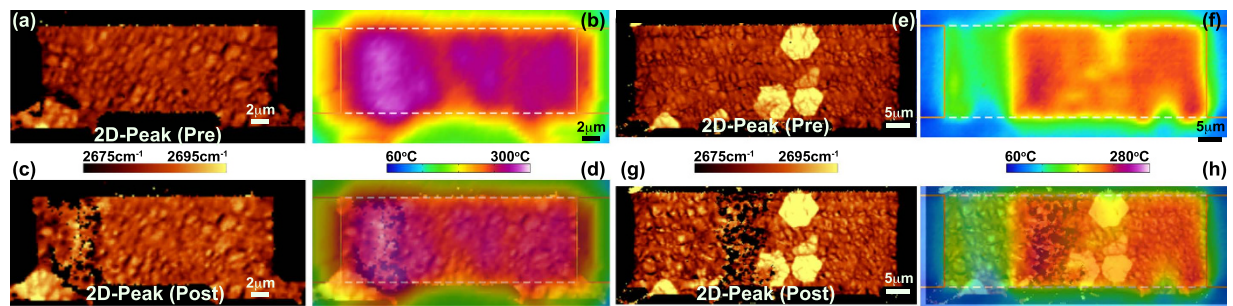 (a)
2μm
2D-Peak (Pre)
(b)
2μm
(e)
5μm
2D-Peak (Pre)
(f)
5μm
2675cm⁻¹ 2695cm⁻¹
60°C 300°C
2675cm⁻¹ 2695cm⁻¹
60°C 280°C
(c)
2μm
2D-Peak (Post)
(d)
(g)
5μm
2D-Peak (Post)
(h)